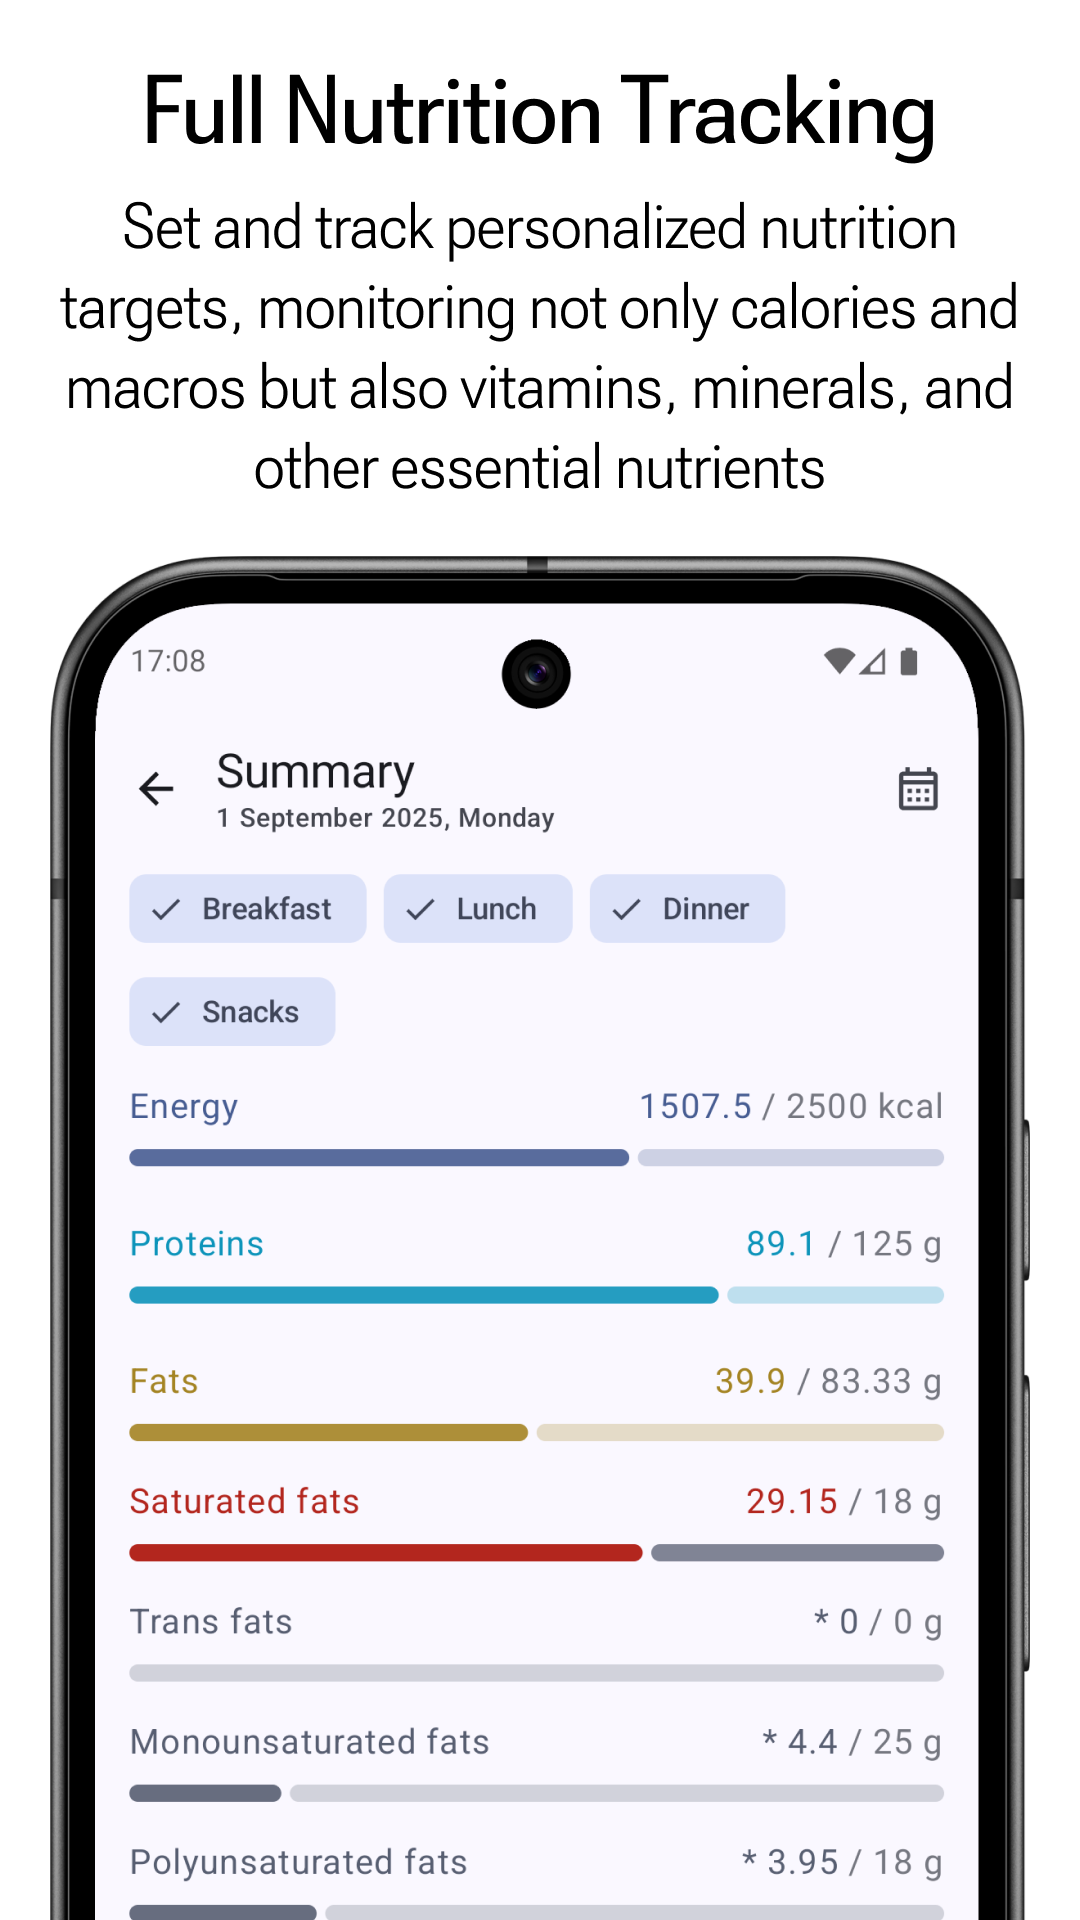 Full Nutrition Tracking
Set and track personalized nutrition
targets, monitoring not only calories and
macros but also vitamins, minerals, and
other essential nutrients
17:08
Summary
1 September 2025, Monday
Breakfast Lunch Dinner
Snacks
Energy 1507.5 / 2500 kcal
Proteins 89.1 / 125 g
Fats 39.9 / 83.33 g
Saturated fats 29.15 / 18 g
Trans fats * 0 / 0 g
Monounsaturated fats * 4.4 / 25 g
Polyunsaturated fats * 3.95 / 18 g